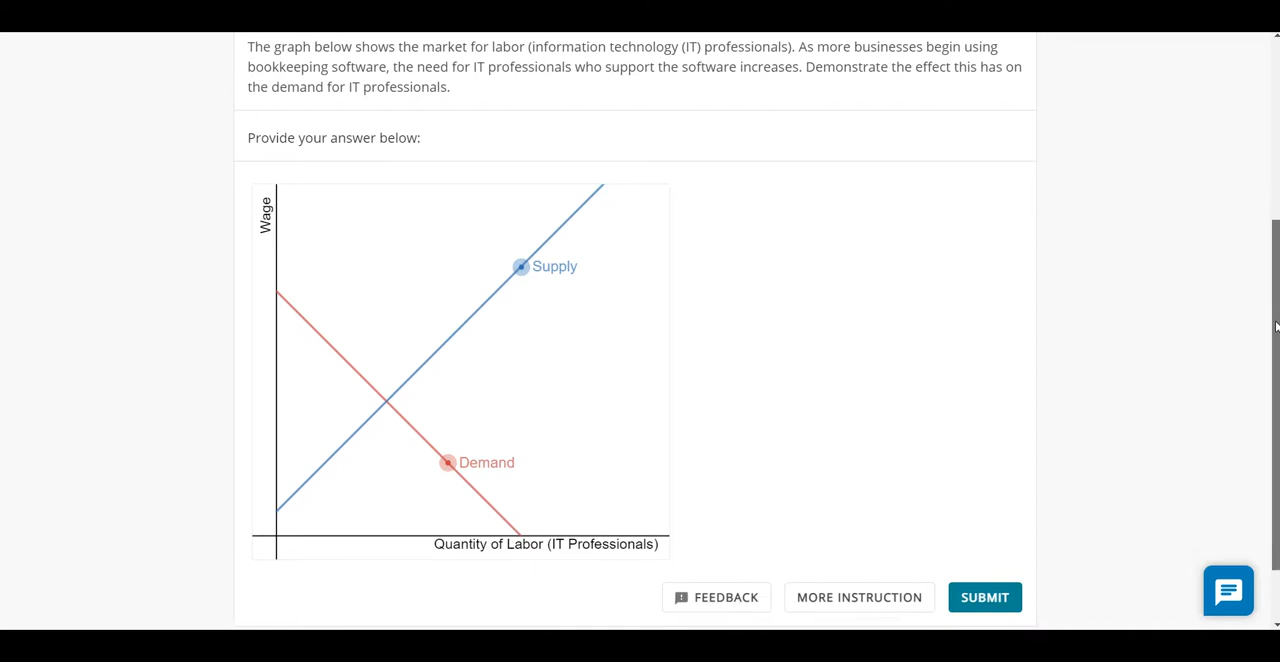 The graph below shows the market for labor (information technology (IT) professionals). As more businesses begin using
bookkeeping software, the need for IT professionals who support the software increases. Demonstrate the effect this has on
the demand for IT professionals.
Provide your answer below:
Wage
Supply
Demand
Quantity of Labor (IT Professionals)
FEEDBACK
MORE INSTRUCTION
SUBMIT